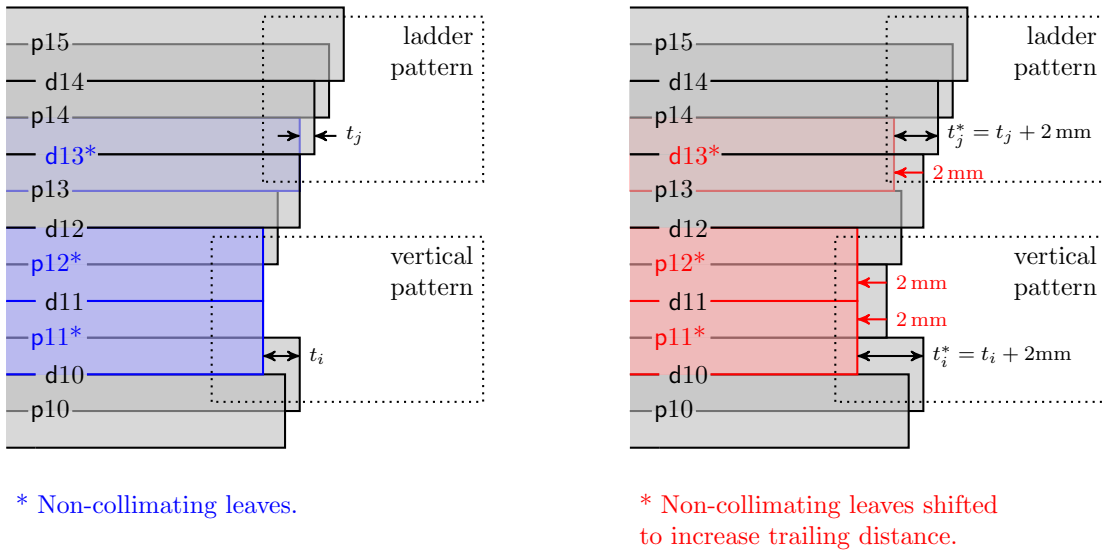 p15
d14
p14
d13*
p13
d12
p12*
d11
p11*
d10
p10
ladder
pattern
t_j
vertical
pattern
t_i
* Non-collimating leaves.
p15
d14
p14
d13*
p13
d12
p12*
d11
p11*
d10
p10
ladder
pattern
t*_j = t_j + 2 mm
2 mm
vertical
pattern
2 mm
2 mm
t*_i = t_i + 2mm
* Non-collimating leaves shifted
to increase trailing distance.